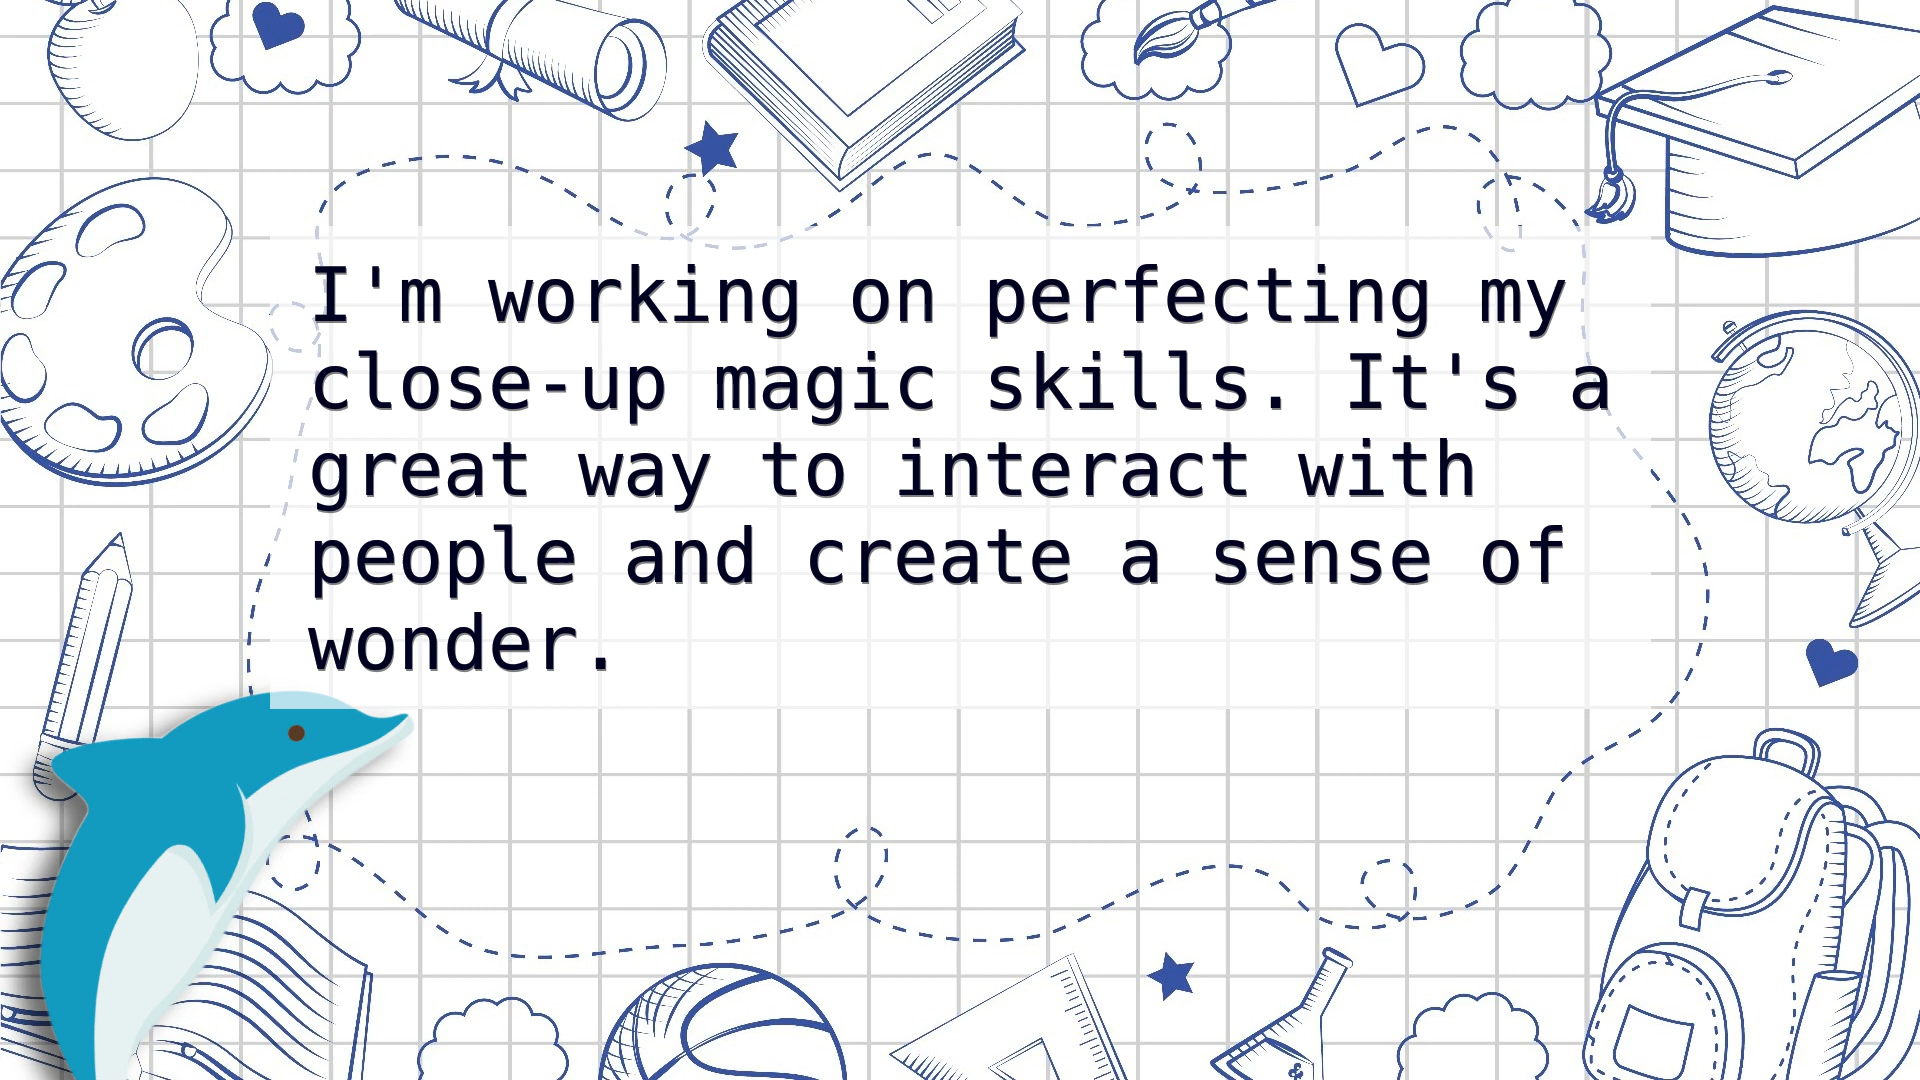 I'm working on perfecting my
close-up magic skills. It's a
great way to interact with
people and create a sense of
wonder.